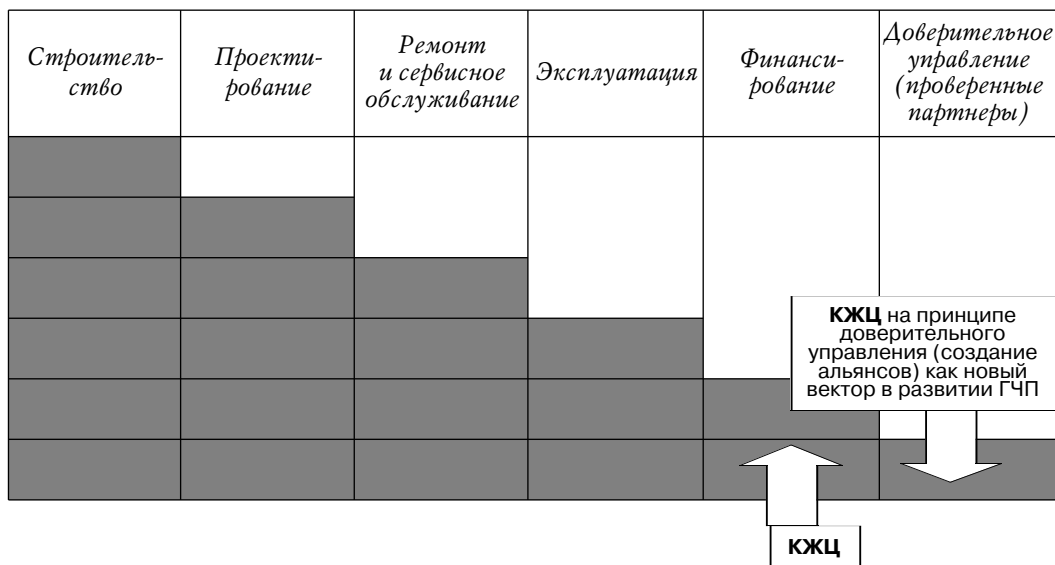 Строитель-
ство
Проекти-
рование
Ремонт
и сервисное
обслуживание
Эксплуатация
Финанси-
рование
Доверительное
управление
(проверенные
партнеры)
КЖЦ на принципе
доверительного
управления (создание
альянсов) как новый
вектор в развитии ГЧП
КЖЦ